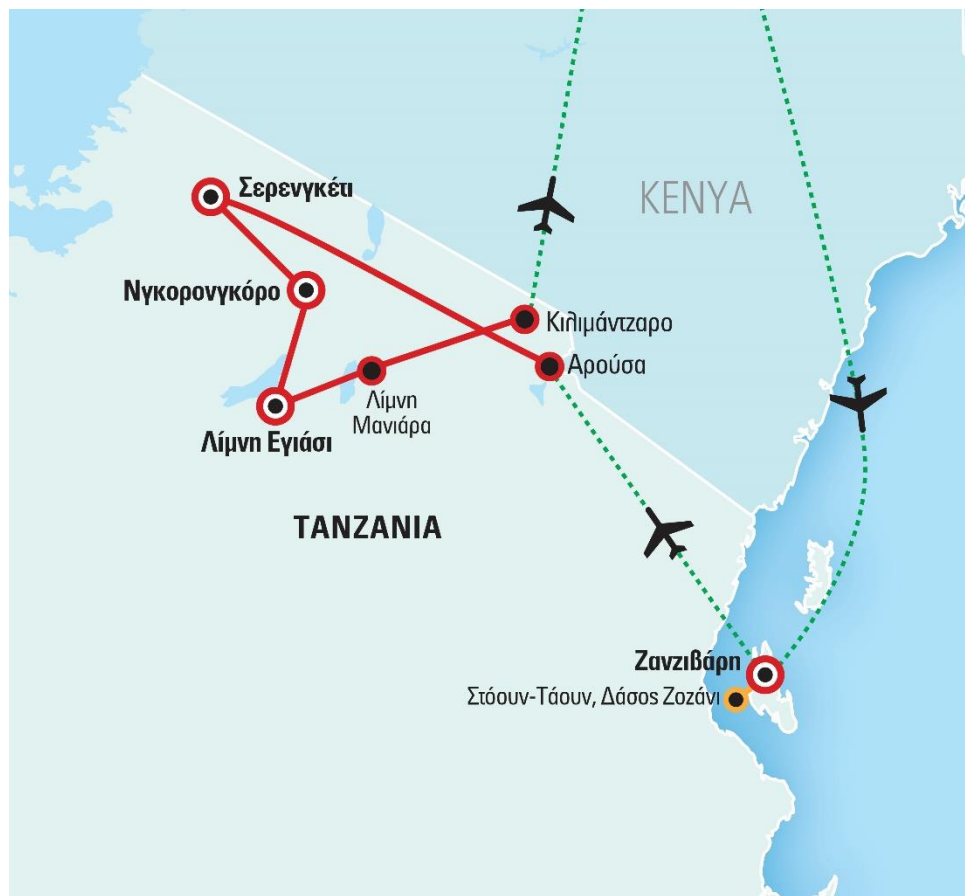 Σερενγκέτι
KENYA
Νγκορονγκόρο
Κιλιμάντζαρο
Αρούσα
Λίμνη
Μανιάρα
Λίμνη Εγιάσι
TANZANIA
Ζανζιβάρη
Στόουν-Τάουν, Δάσος Ζοζάνι